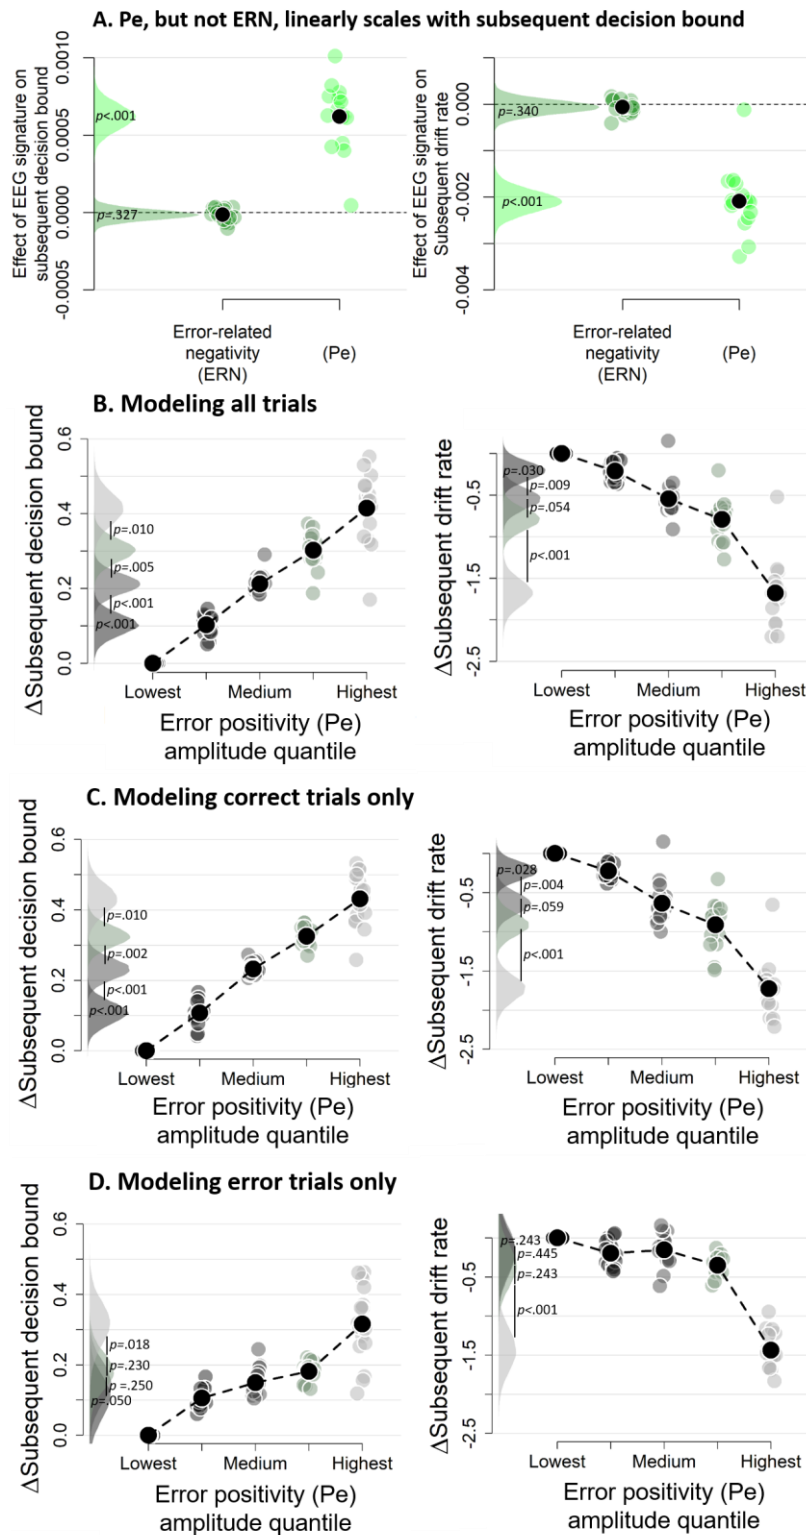 A. Pe, but not ERN, linearly scales with subsequent decision bound
Effect of EEG signature on
subsequent decision bound
0.0010
0.0005
0.0000
-0.0005
p<.001
p=.327
Error-related
negativity
(ERN)
(Pe)
Effect of EEG signature on
Subsequent drift rate
0.000
-0.002
-0.004
p=.340
p<.001
Error-related
negativity
(ERN)
(Pe)
B. Modeling all trials
ΔSubsequent decision bound
0.6
0.4
0.2
0.0
p=.010
p=.005
p<.001
p<.001
Lowest
Medium
Highest
Error positivity (Pe)
amplitude quantile
ΔSubsequent drift rate
-0.5
-1.5
-2.5
p=.030
p=.009
p=.054
p<.001
Lowest
Medium
Highest
Error positivity (Pe)
amplitude quantile
C. Modeling correct trials only
ΔSubsequent decision bound
0.6
0.4
0.2
0.0
p=.010
p=.002
p<.001
p<.001
Lowest
Medium
Highest
Error positivity (Pe)
amplitude quantile
ΔSubsequent drift rate
-0.5
-1.5
-2.5
p=.028
p=.004
p=.059
p<.001
Lowest
Medium
Highest
Error positivity (Pe)
amplitude quantile
D. Modeling error trials only
ΔSubsequent decision bound
0.6
0.4
0.2
0.0
p=.018
p=.230
p =.250
p=.050
Lowest
Medium
Highest
Error positivity (Pe)
amplitude quantile
ΔSubsequent drift rate
-0.5
-1.5
-2.5
p=.243
p=.445
p=.243
p<.001
Lowest
Medium
Highest
Error positivity (Pe)
amplitude quantile